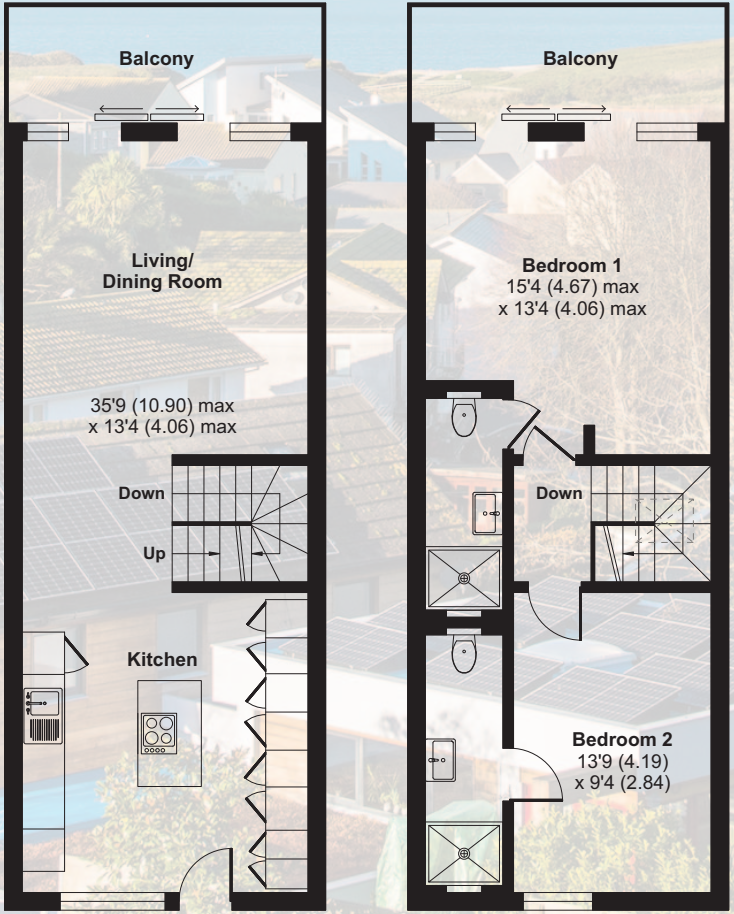 Balcony
Living/
Dining Room
35'9 (10.90) max
x 13'4 (4.06) max
Down
Up
Kitchen
Balcony
Bedroom 1
15'4 (4.67) max
x 13'4 (4.06) max
Down
Bedroom 2
13'9 (4.19)
x 9'4 (2.84)